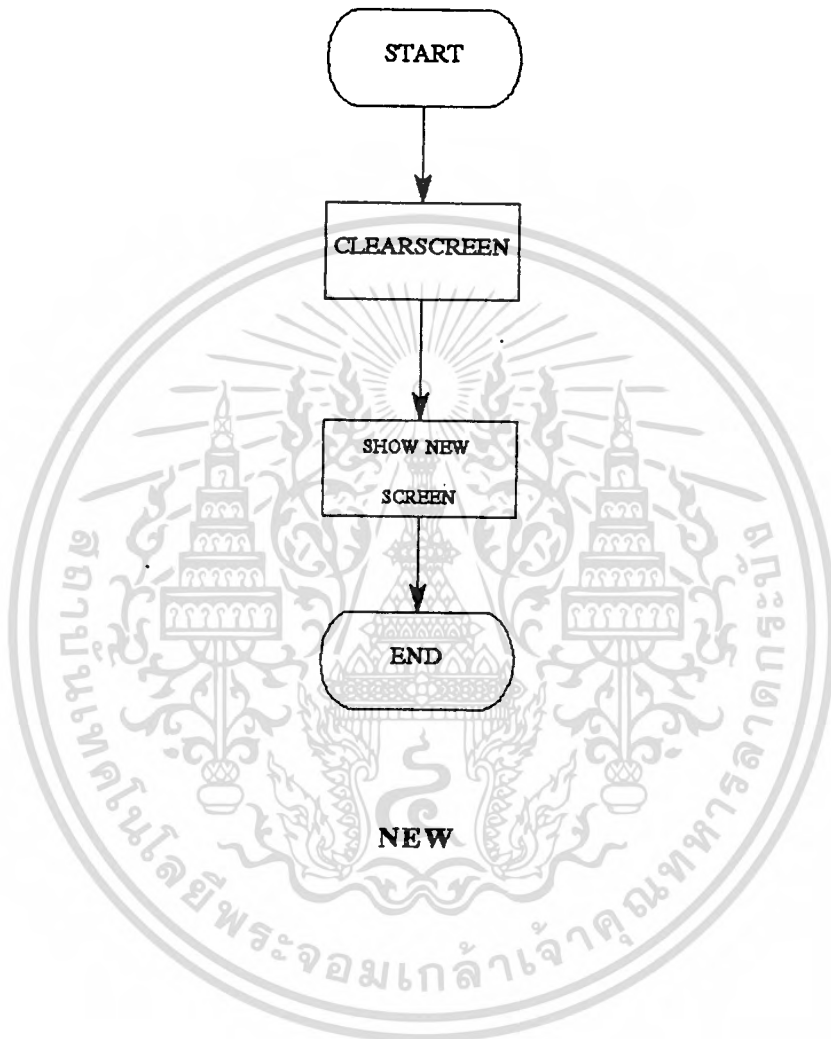 START
CLEARSCREEN
SHOW NEW
SCREEN
END
NEW
สถาบันเทคโนโลยีพระจอมเกล้าเจ้าคุณทหารลาดกระบัง